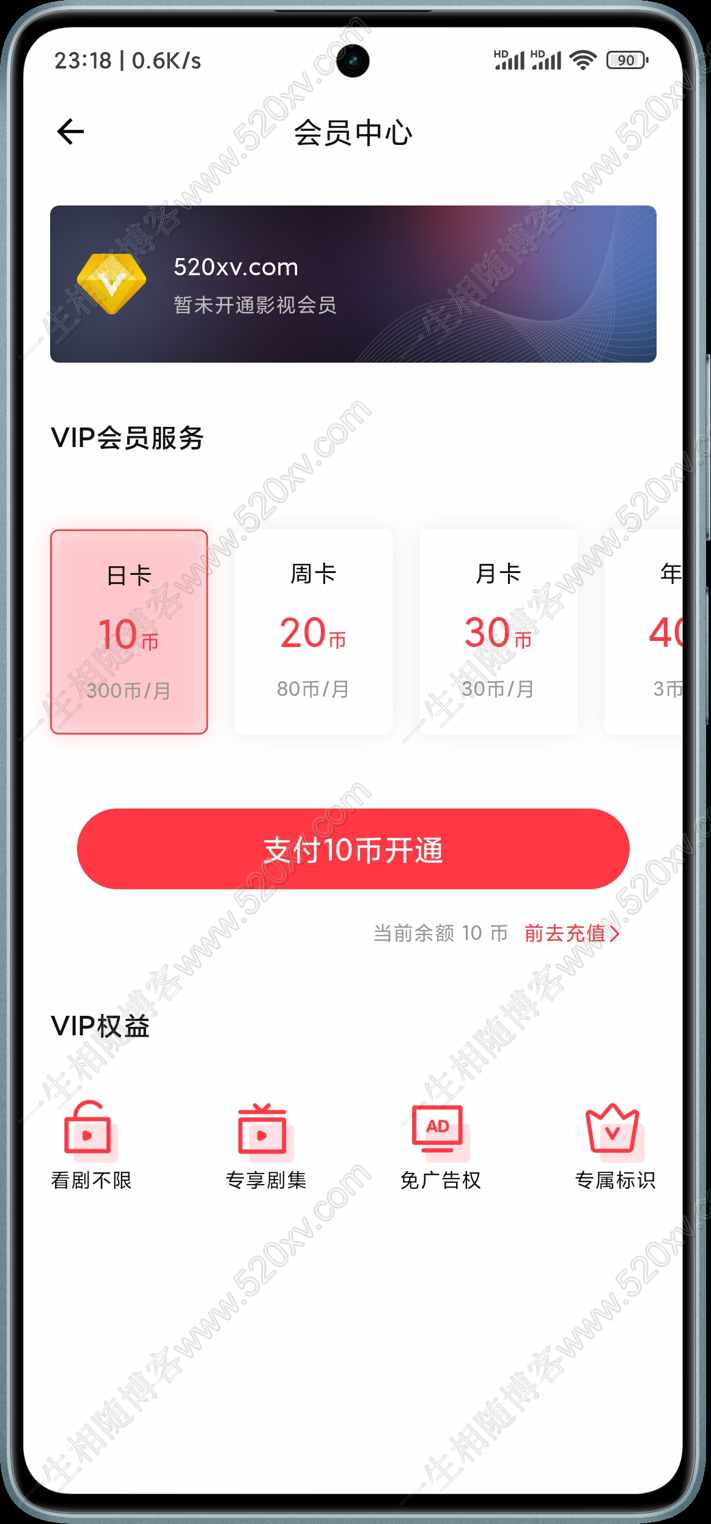 23:18 | 0.6K/s
HD HD 90
会员中心
520xv.com
暂未开通影视会员
VIP会员服务
日卡 周卡 月卡 年
10币 20币 30币 40
300币/月 80币/月 30币/月 3币
支付10币开通
当前余额 10 币 前去充值
VIP权益
AD
看剧不限 专享剧集 免广告权 专属标识
一生相随博客www.520xv.com